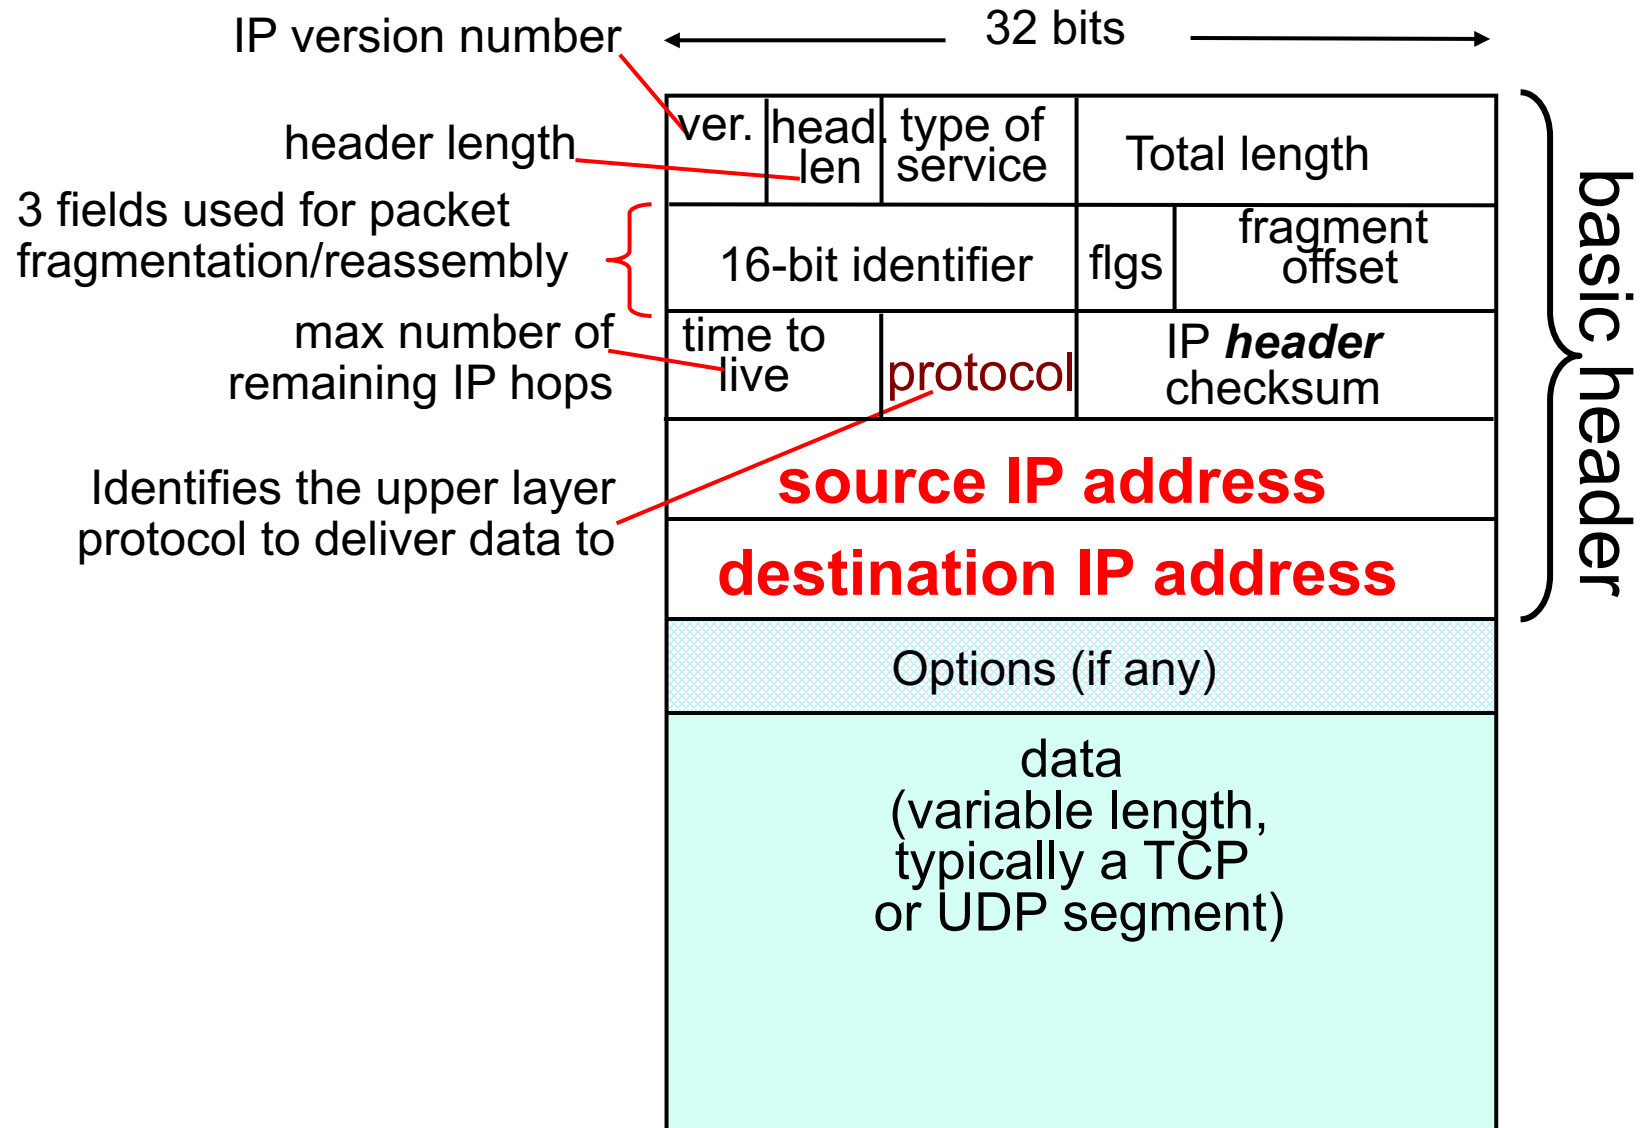 IP version number
32 bits
header length
ver.
head.
len
type of
service
Total length
3 fields used for packet
fragmentation/reassembly
16-bit identifier
flgs
fragment
offset
max number of
remaining IP hops
time to
live
protocol
IP header
checksum
Identifies the upper layer
protocol to deliver data to
source IP address
destination IP address
basic header
Options (if any)
data
(variable length,
typically a TCP
or UDP segment)